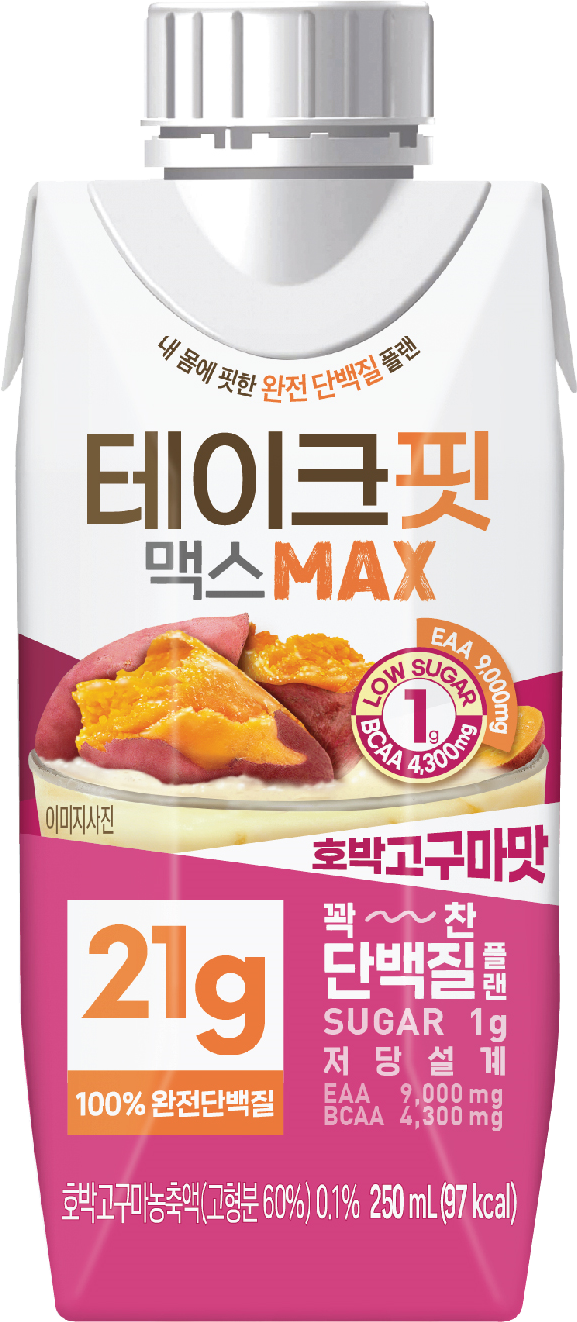 내 몸에 핏한 완전 단백질 플랜
테이크핏
맥스MAX
EAA 9,000mg
LOW SUGAR
1g
BCAA 4,300mg
이미지사진
호박고구마맛
21g
100% 완전단백질
꽉 찬
단백질 플랜
SUGAR 1g
저당설계
EAA 9,000 mg
BCAA 4,300 mg
호박고구마농축액(고형분 60%) 0.1% 250 mL (97 kcal)